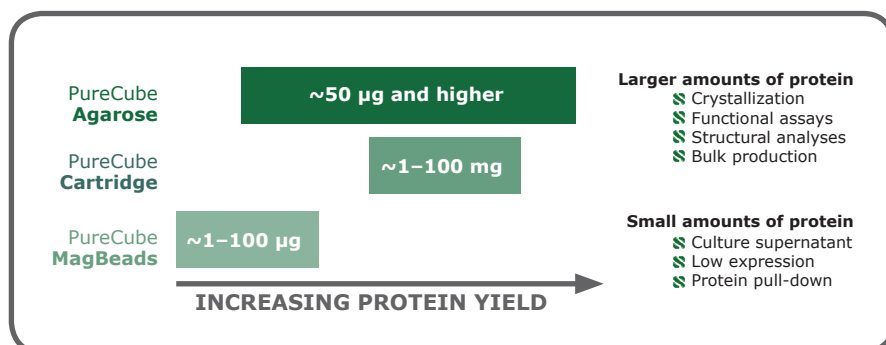 PureCube
Agarose
~50 µg and higher
PureCube
Cartridge
~1–100 mg
PureCube
MagBeads
~1–100 µg
INCREASING PROTEIN YIELD
Larger amounts of protein
Crystallization
Functional assays
Structural analyses
Bulk production
Small amounts of protein
Culture supernatant
Low expression
Protein pull-down